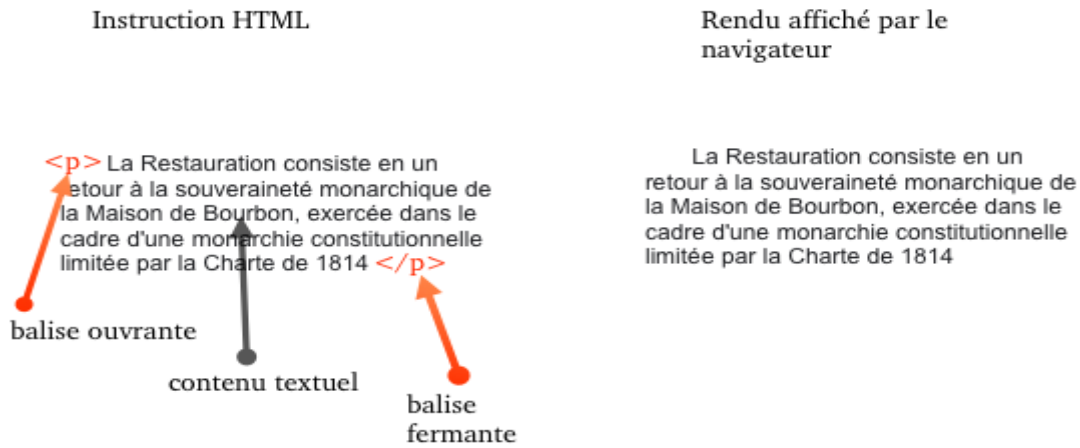 Instruction HTML
Rendu affiché par le
navigateur
<p> La Restauration consiste en un
retour à la souveraineté monarchique de
la Maison de Bourbon, exercée dans le
cadre d'une monarchie constitutionnelle
limitée par la Charte de 1814 </p>
La Restauration consiste en un
retour à la souveraineté monarchique de
la Maison de Bourbon, exercée dans le
cadre d'une monarchie constitutionnelle
limitée par la Charte de 1814
balise ouvrante
contenu textuel
balise
fermante